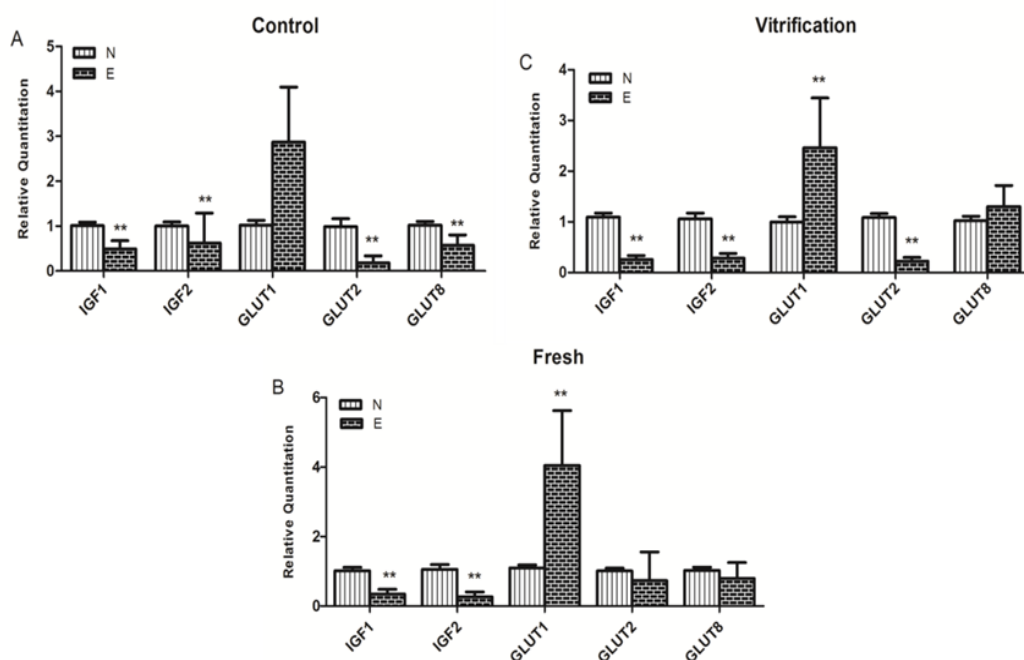 Control
A
Relative Quantitation
5
4
3
2
1
0
N
E
**
**
**
**
IGF1
IGF2
GLUT1
GLUT2
GLUT8
Vitrification
C
Relative Quantitation
4
3
2
1
0
N
E
**
**
**
**
IGF1
IGF2
GLUT1
GLUT2
GLUT8
Fresh
B
Relative Quantitation
6
4
2
0
N
E
**
**
**
IGF1
IGF2
GLUT1
GLUT2
GLUT8